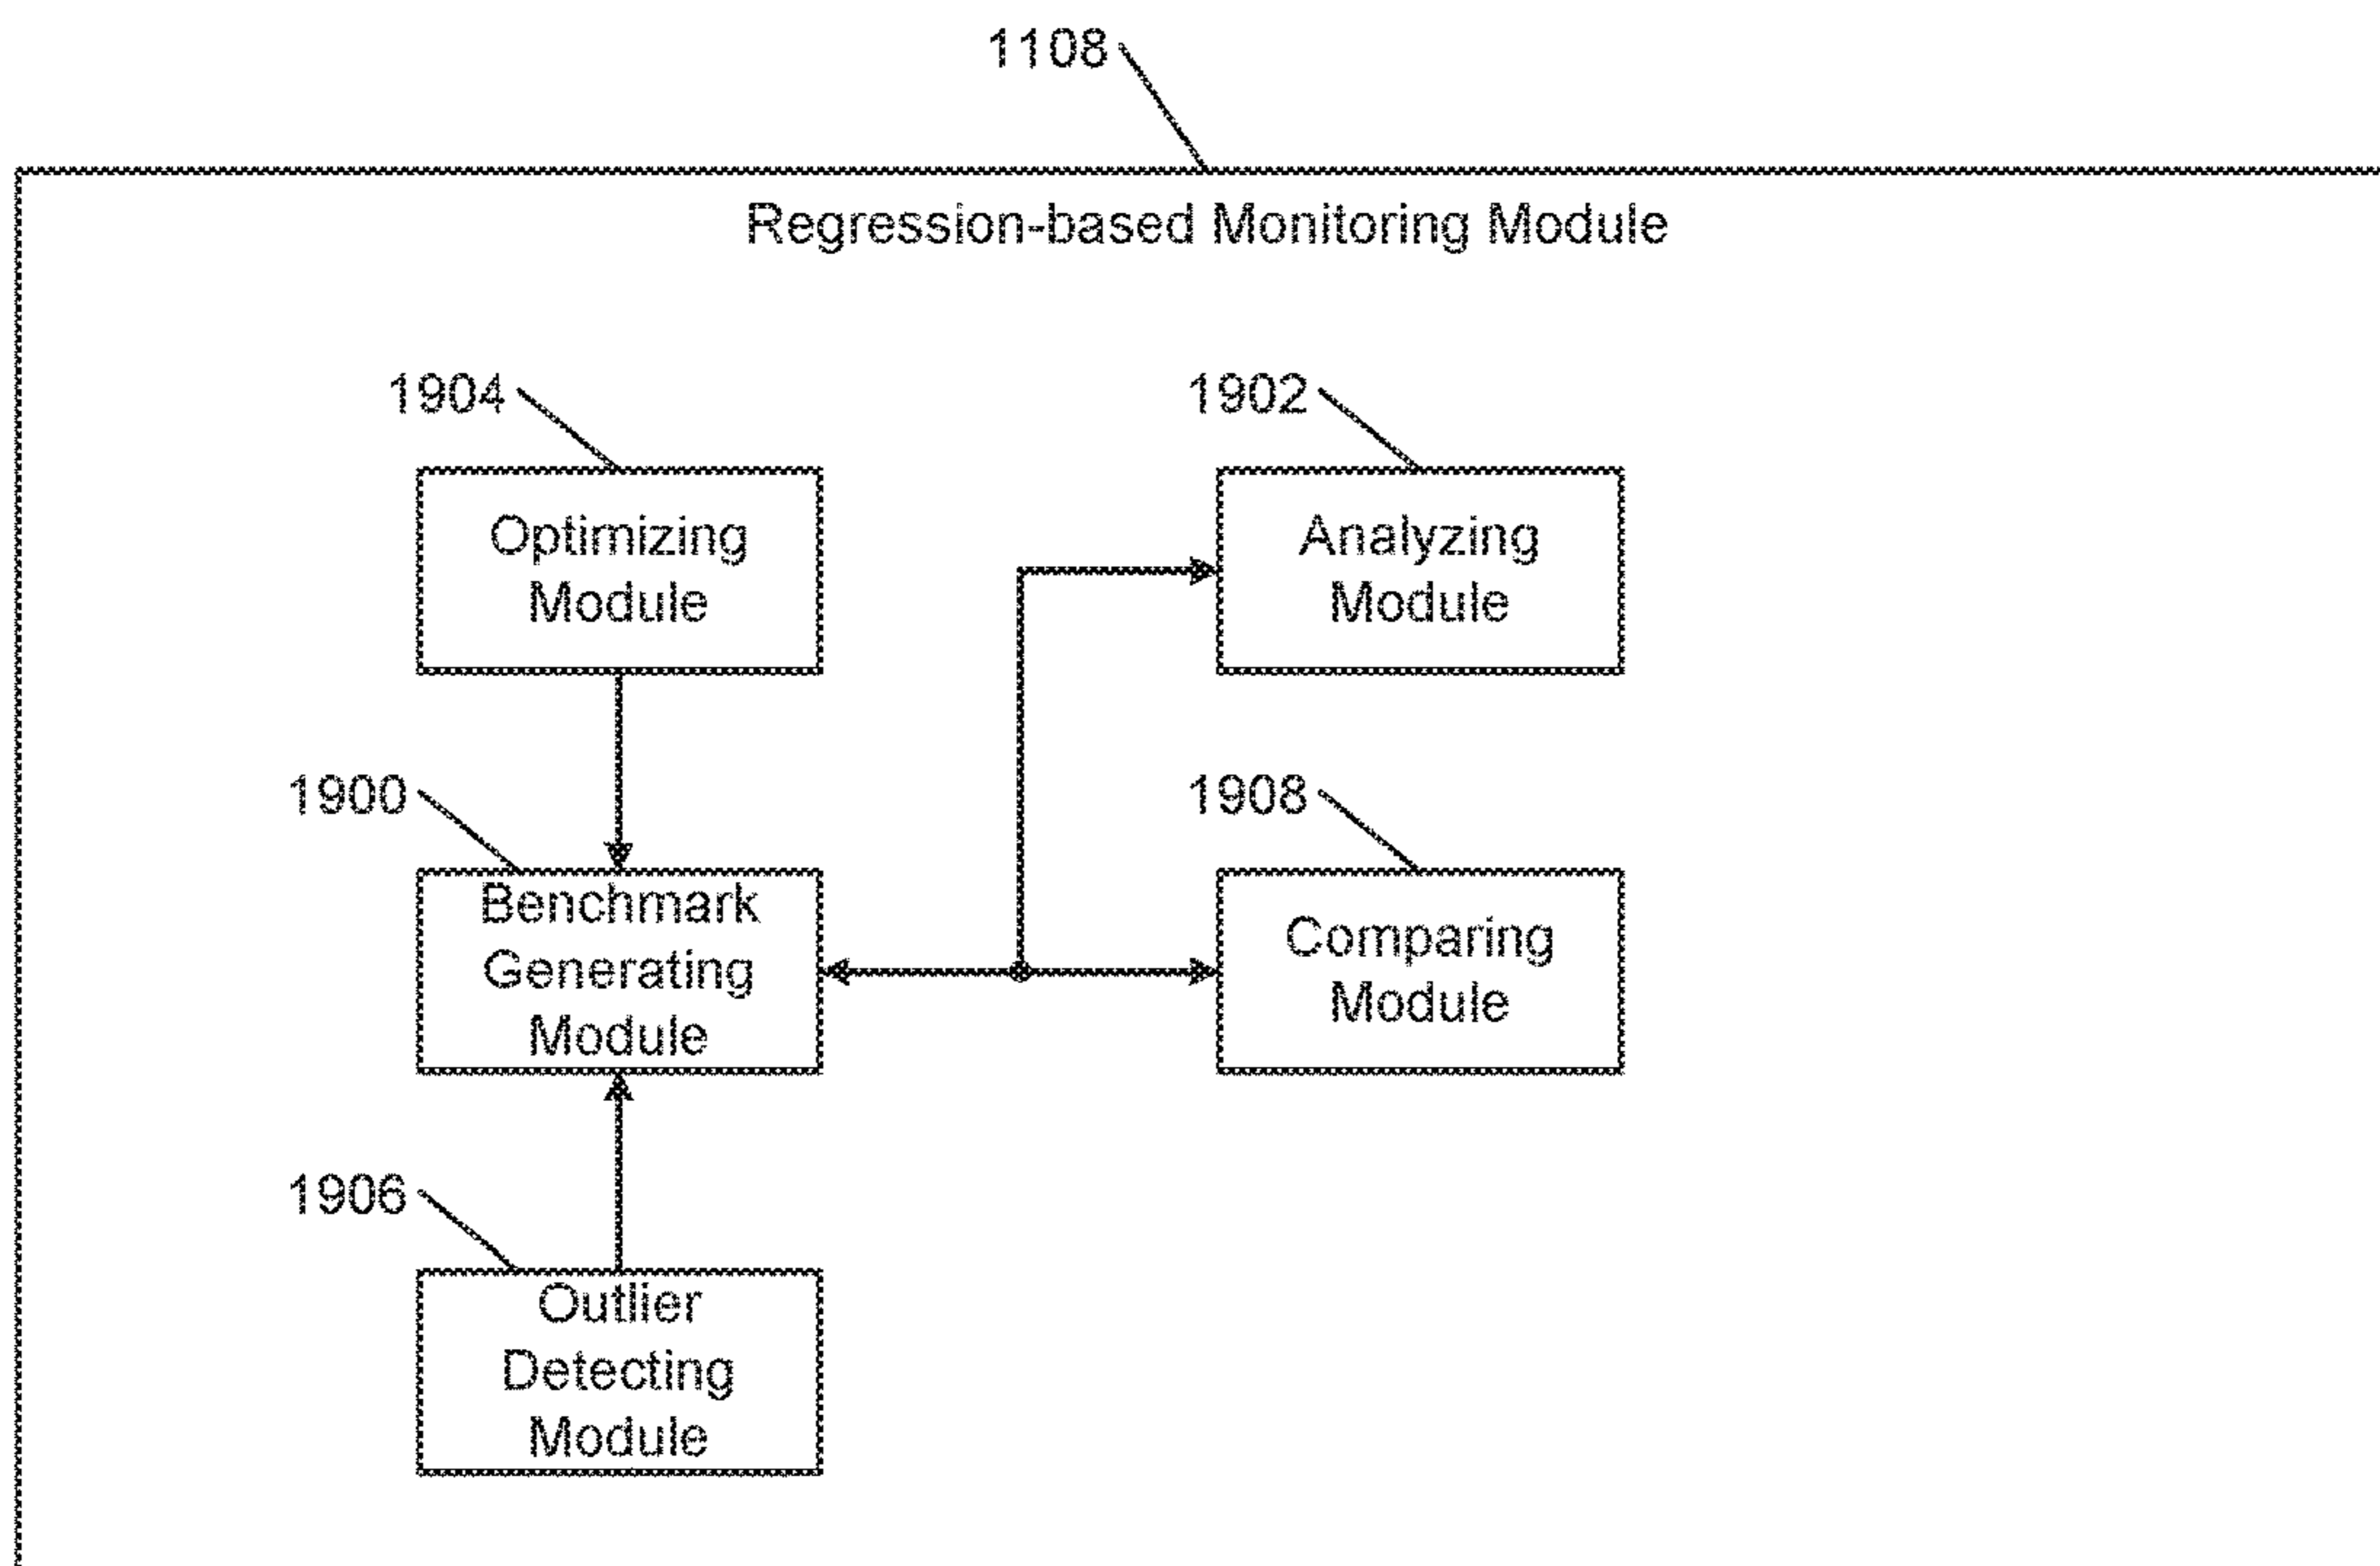 1108
Regression-based Monitoring Module
1904
1902
Optimizing
Module
Analyzing
Module
1900
1908
Benchmark
Generating
Module
Comparing
Module
1906
Outlier
Detecting
Module